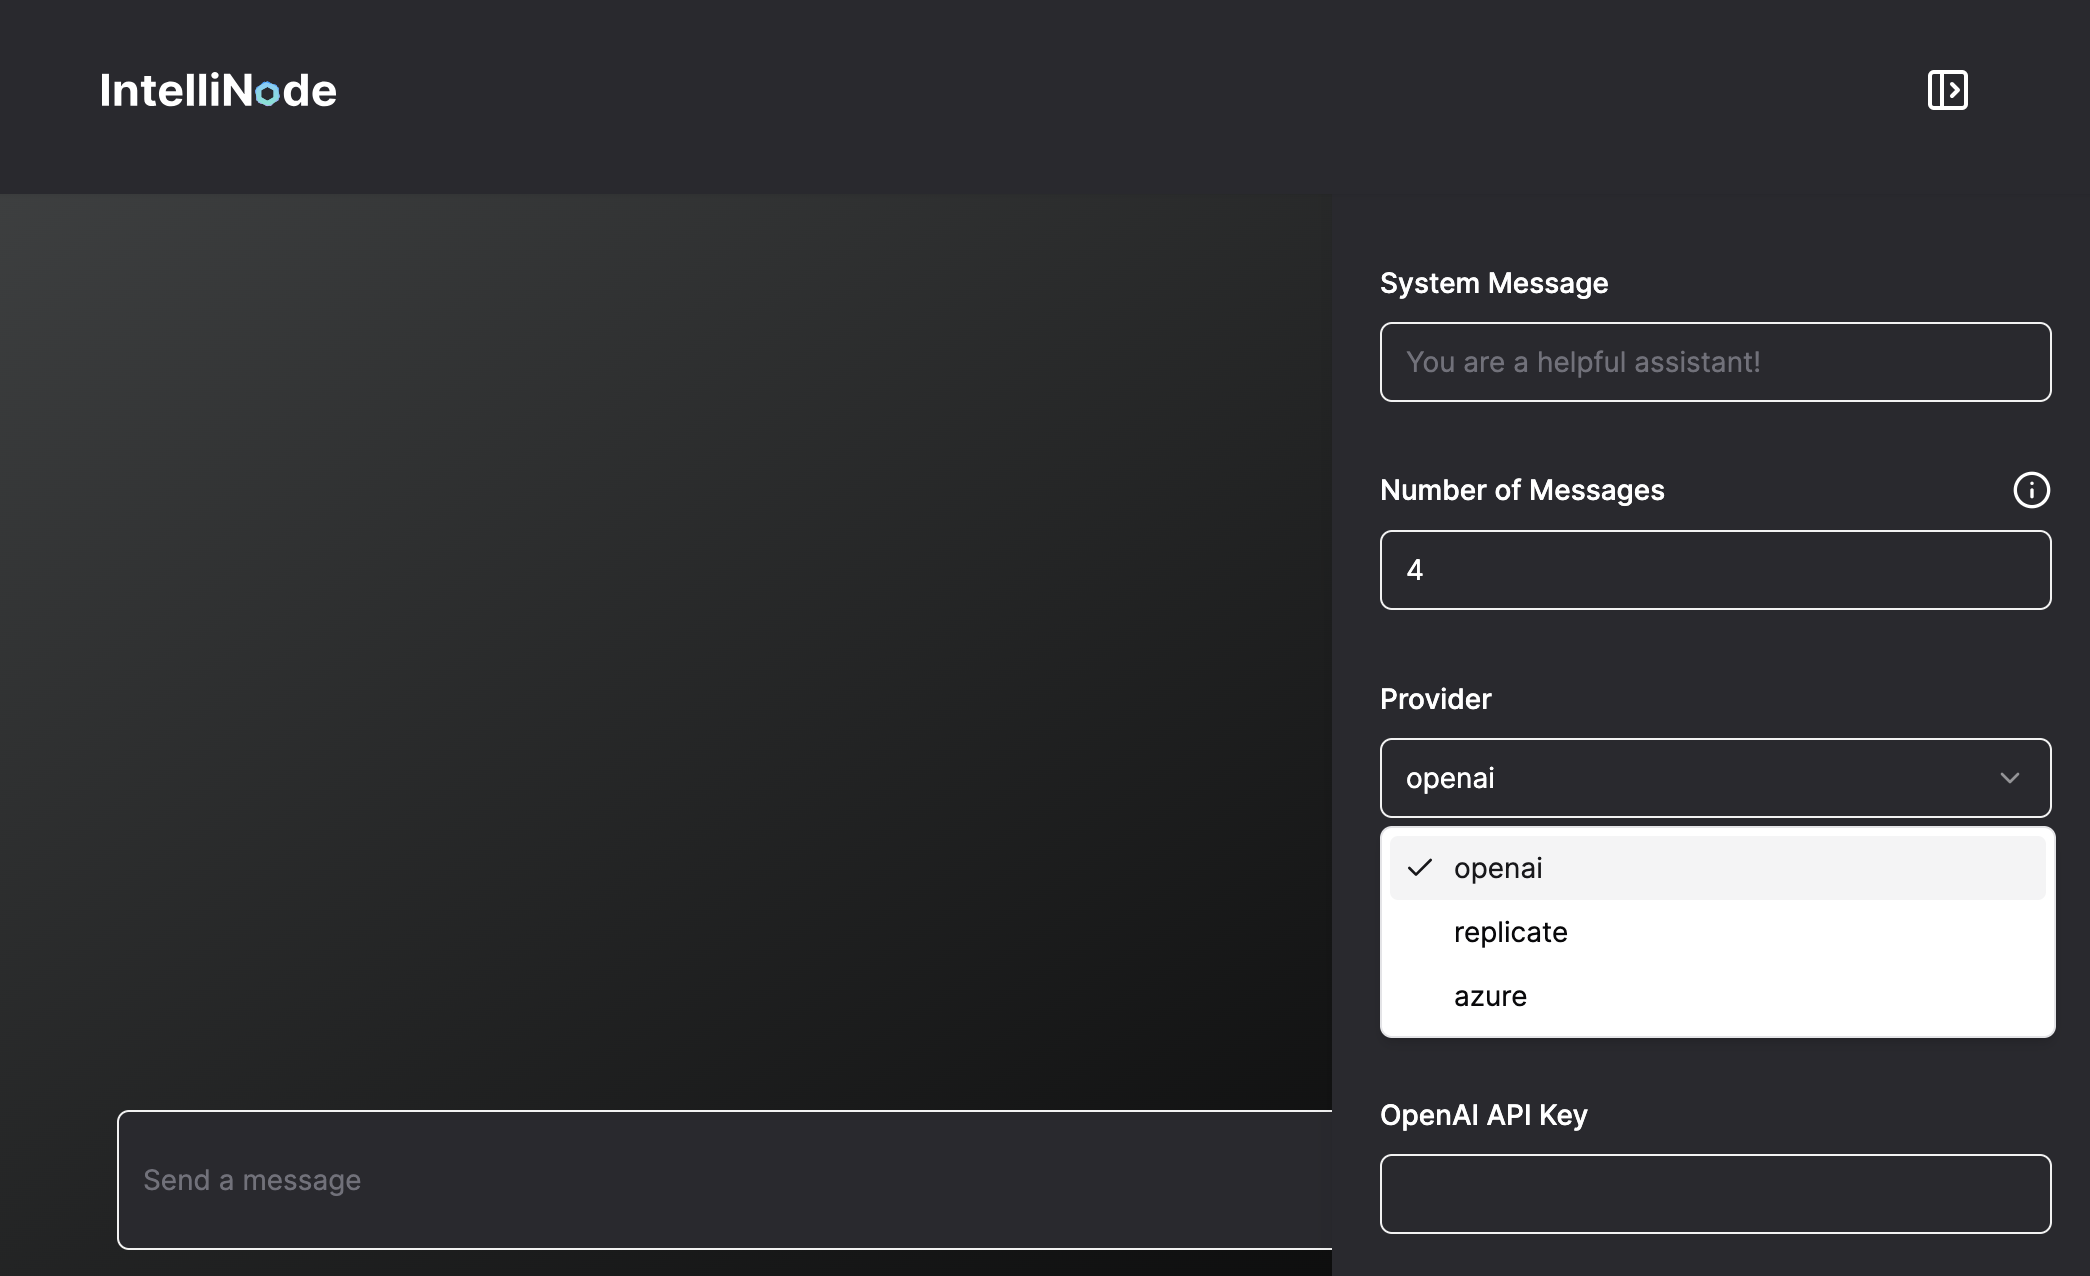 IntelliNode
System Message
You are a helpful assistant!
Number of Messages
4
Provider
openai
openai
replicate
azure
OpenAI API Key
Send a message